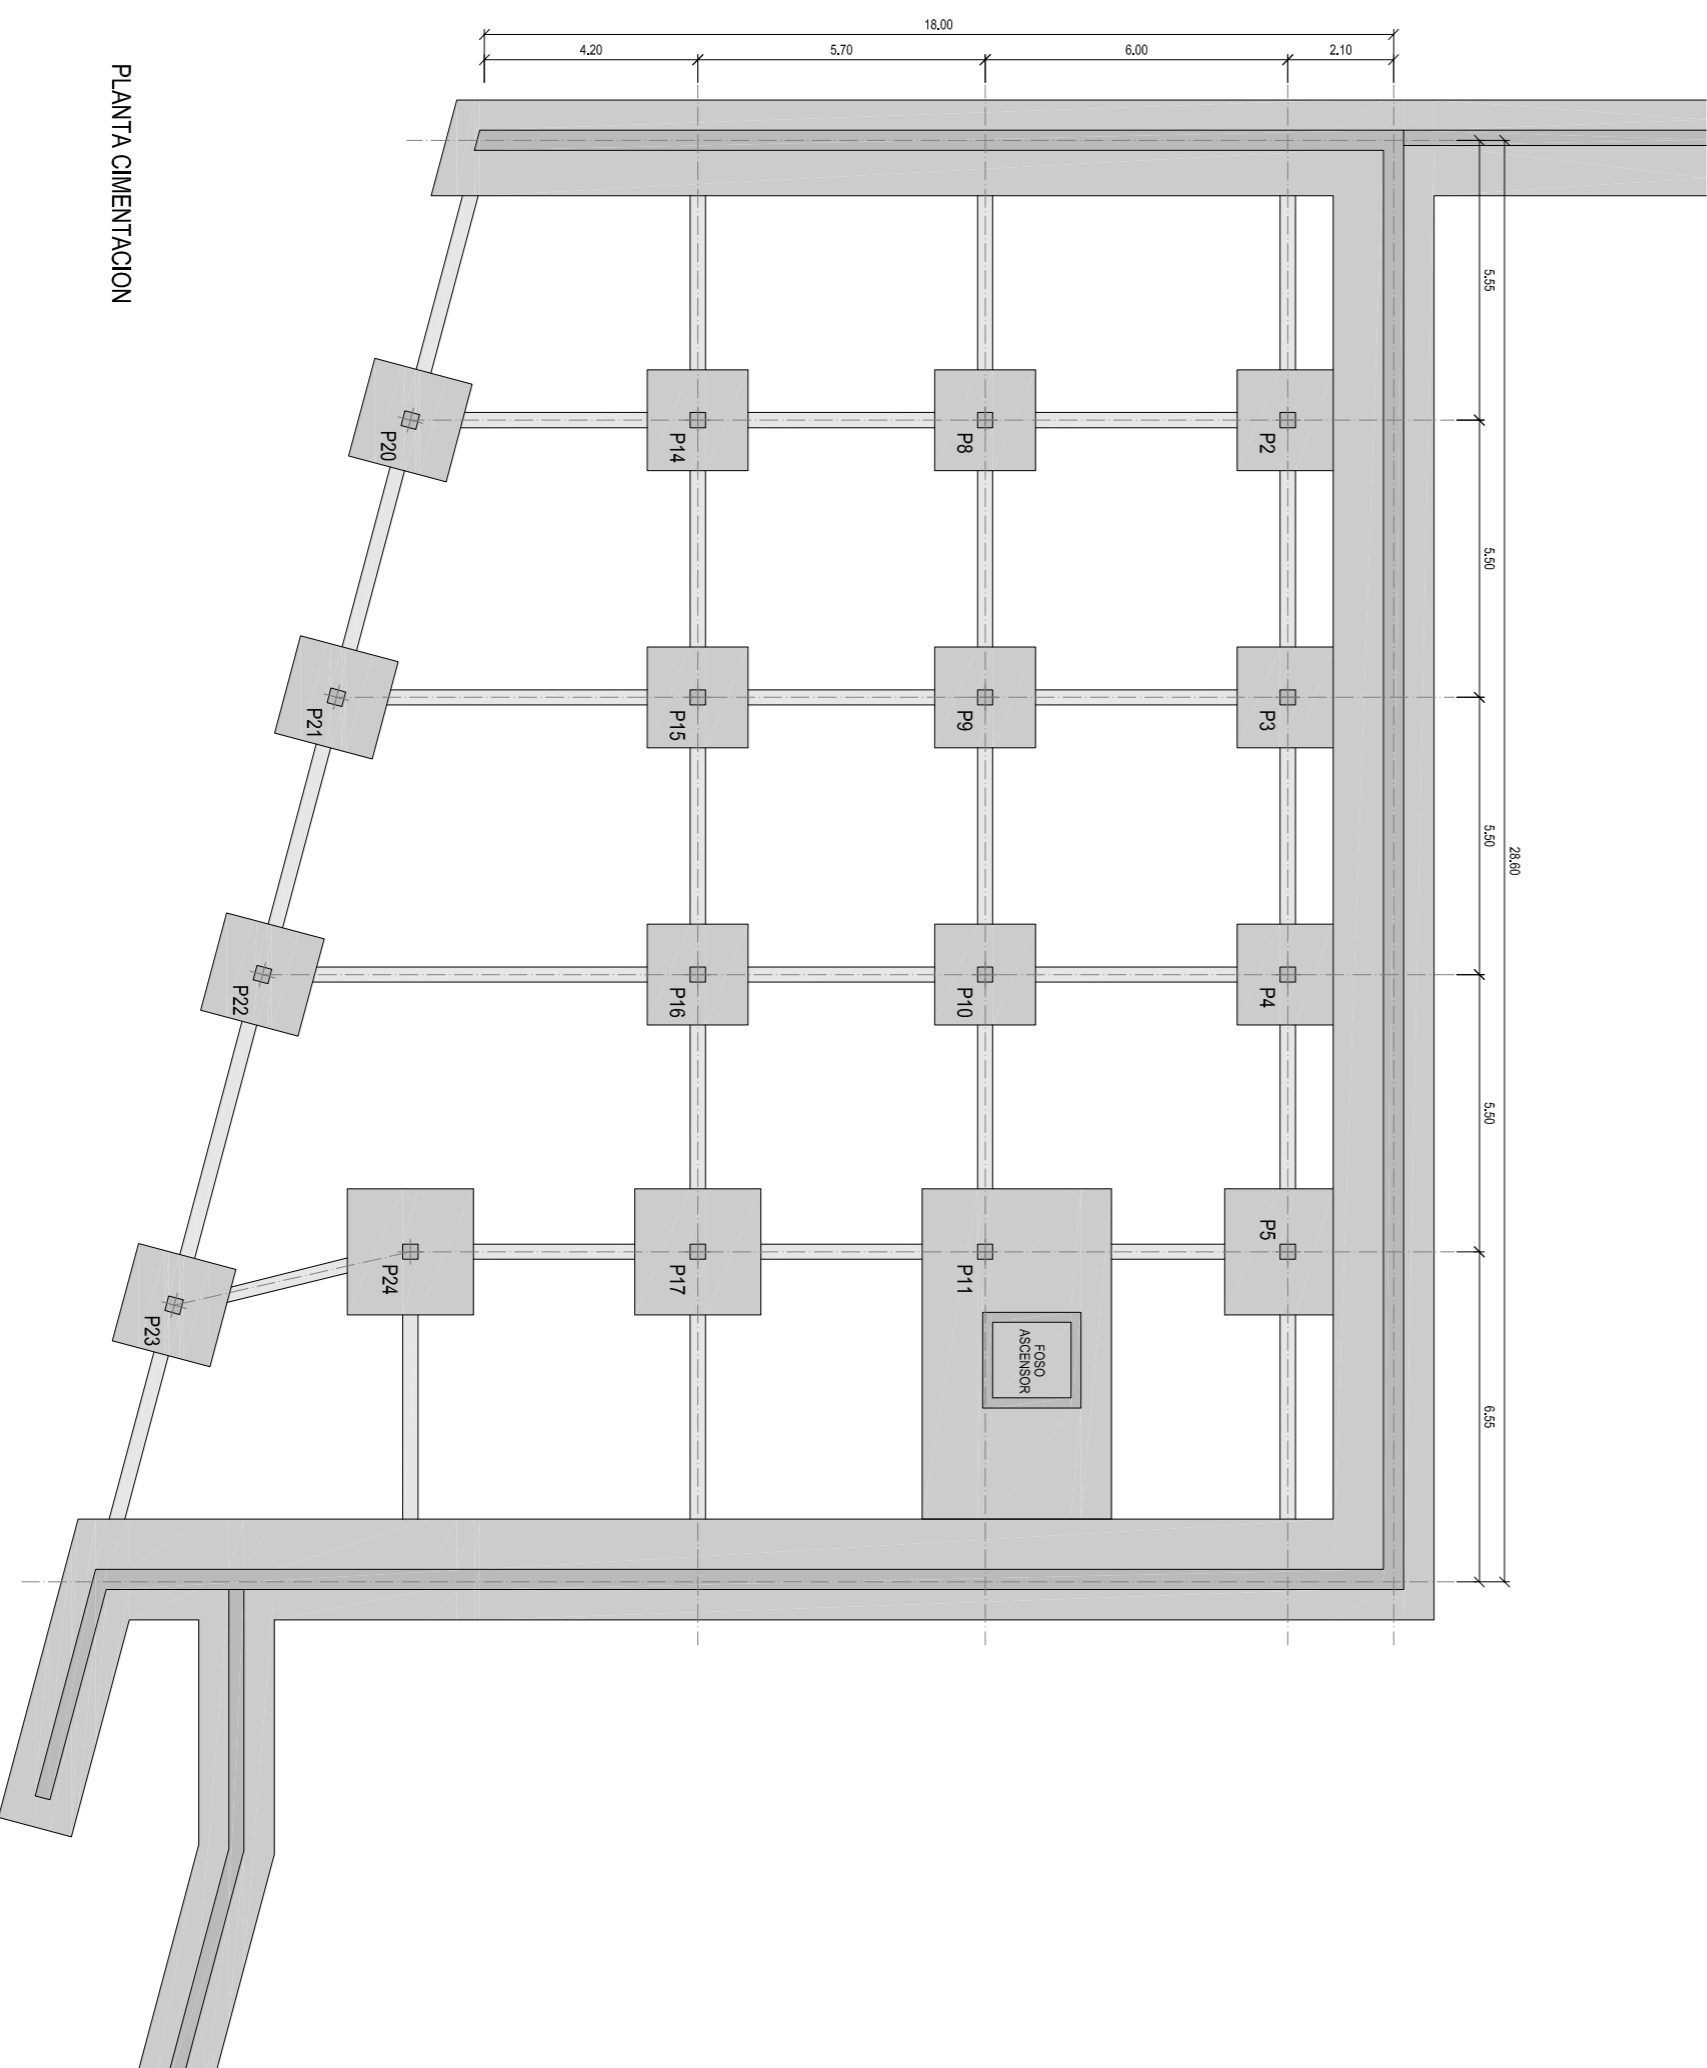 18.00
4.20
5.70
6.00
2.10
PLANTA CIMENTACION
5.55
5.50
5.50
28.60
5.50
6.55
P20
P14
P8
P2
P21
P15
P9
P3
P22
P16
P10
P4
P23
P24
P17
P11
P5
FOSO
ASCENSOR